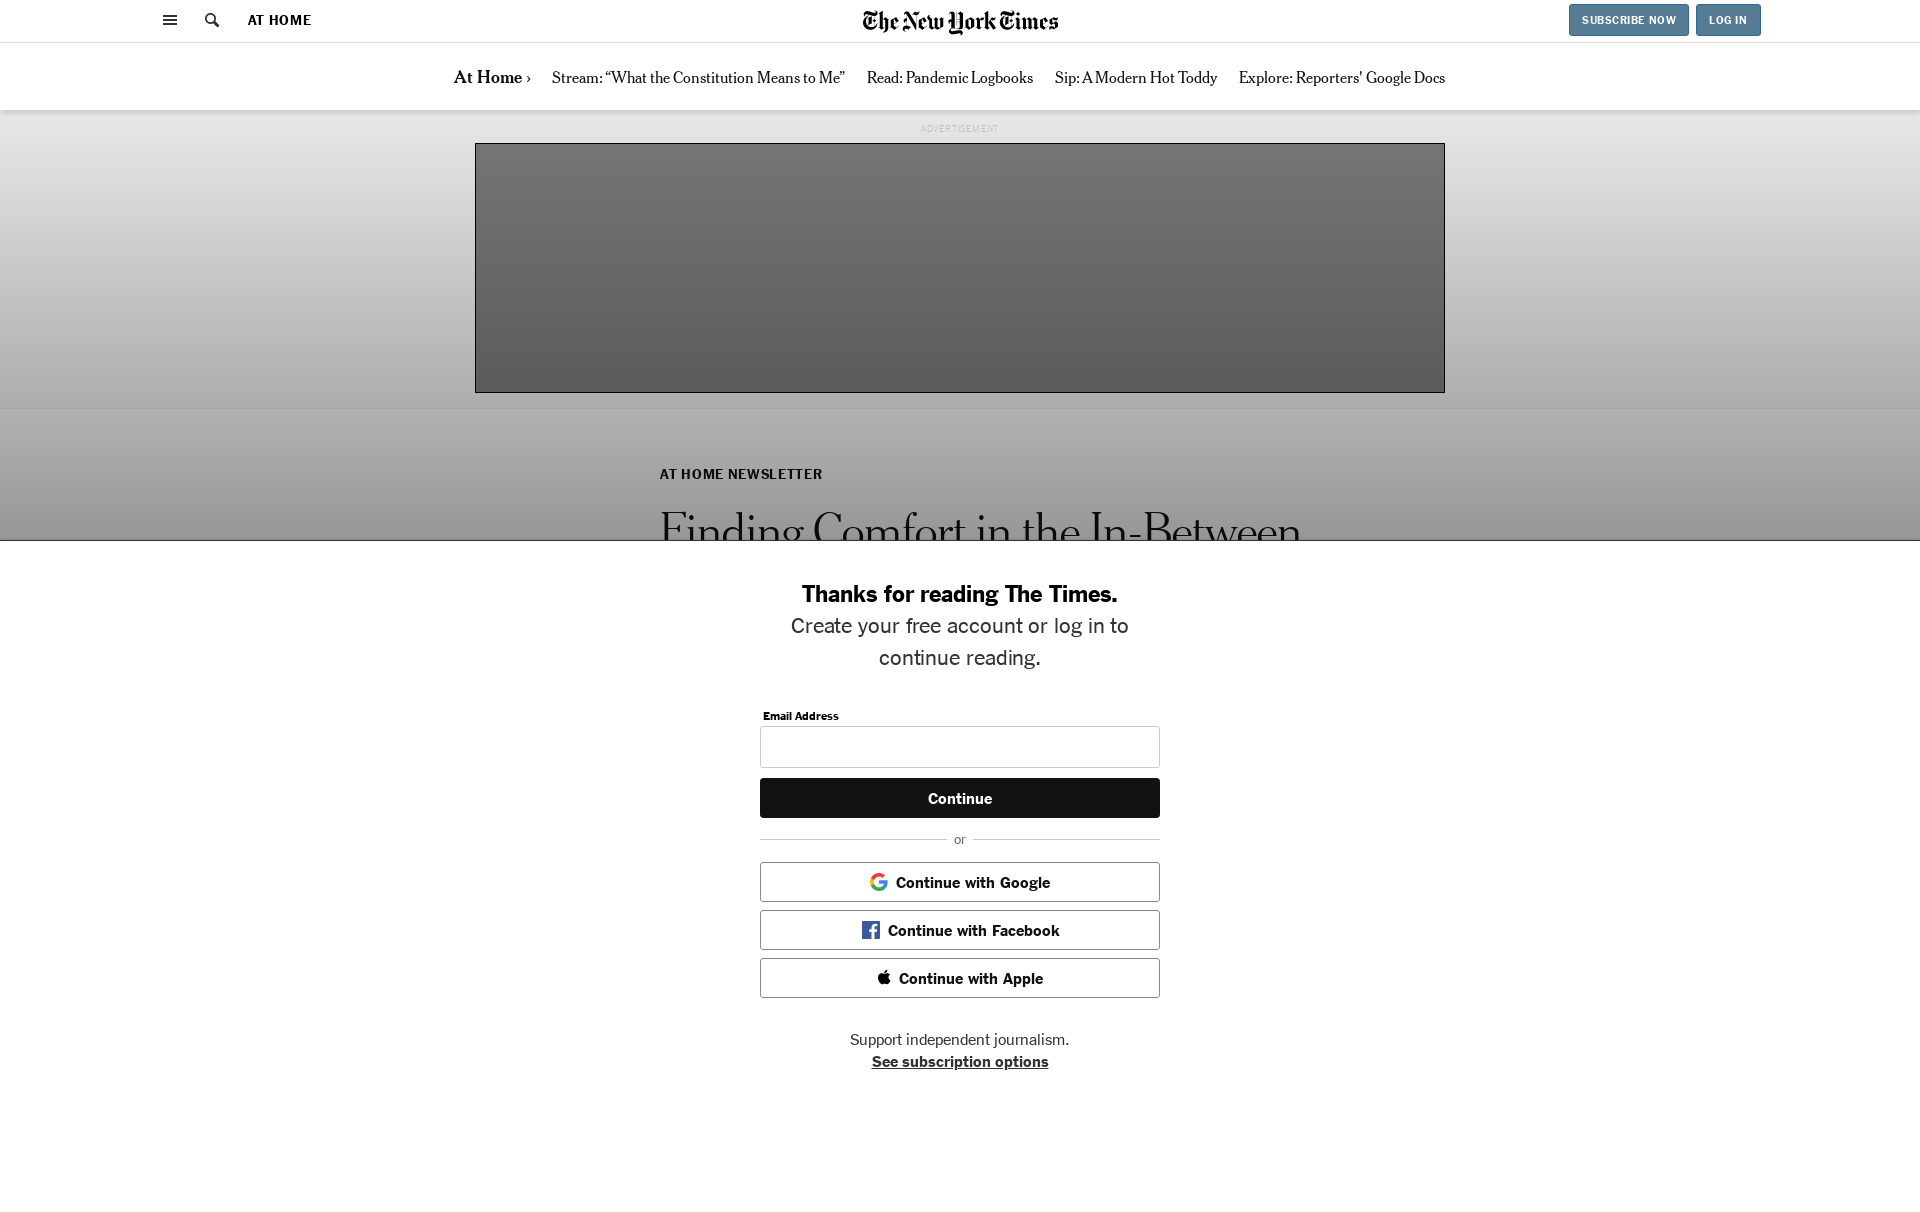 AT HOME
The New York Times
SUBSCRIBE NOW
LOG IN
At Home ›
Stream: “What the Constitution Means to Me”
Read: Pandemic Logbooks
Sip: A Modern Hot Toddy
Explore: Reporters' Google Docs
ADVERTISEMENT
AT HOME NEWSLETTER
Finding Comfort in the In-Between
Thanks for reading The Times.
Create your free account or log in to
continue reading.
Email Address
Continue
or
Continue with Google
Continue with Facebook
Continue with Apple
Support independent journalism.
See subscription options